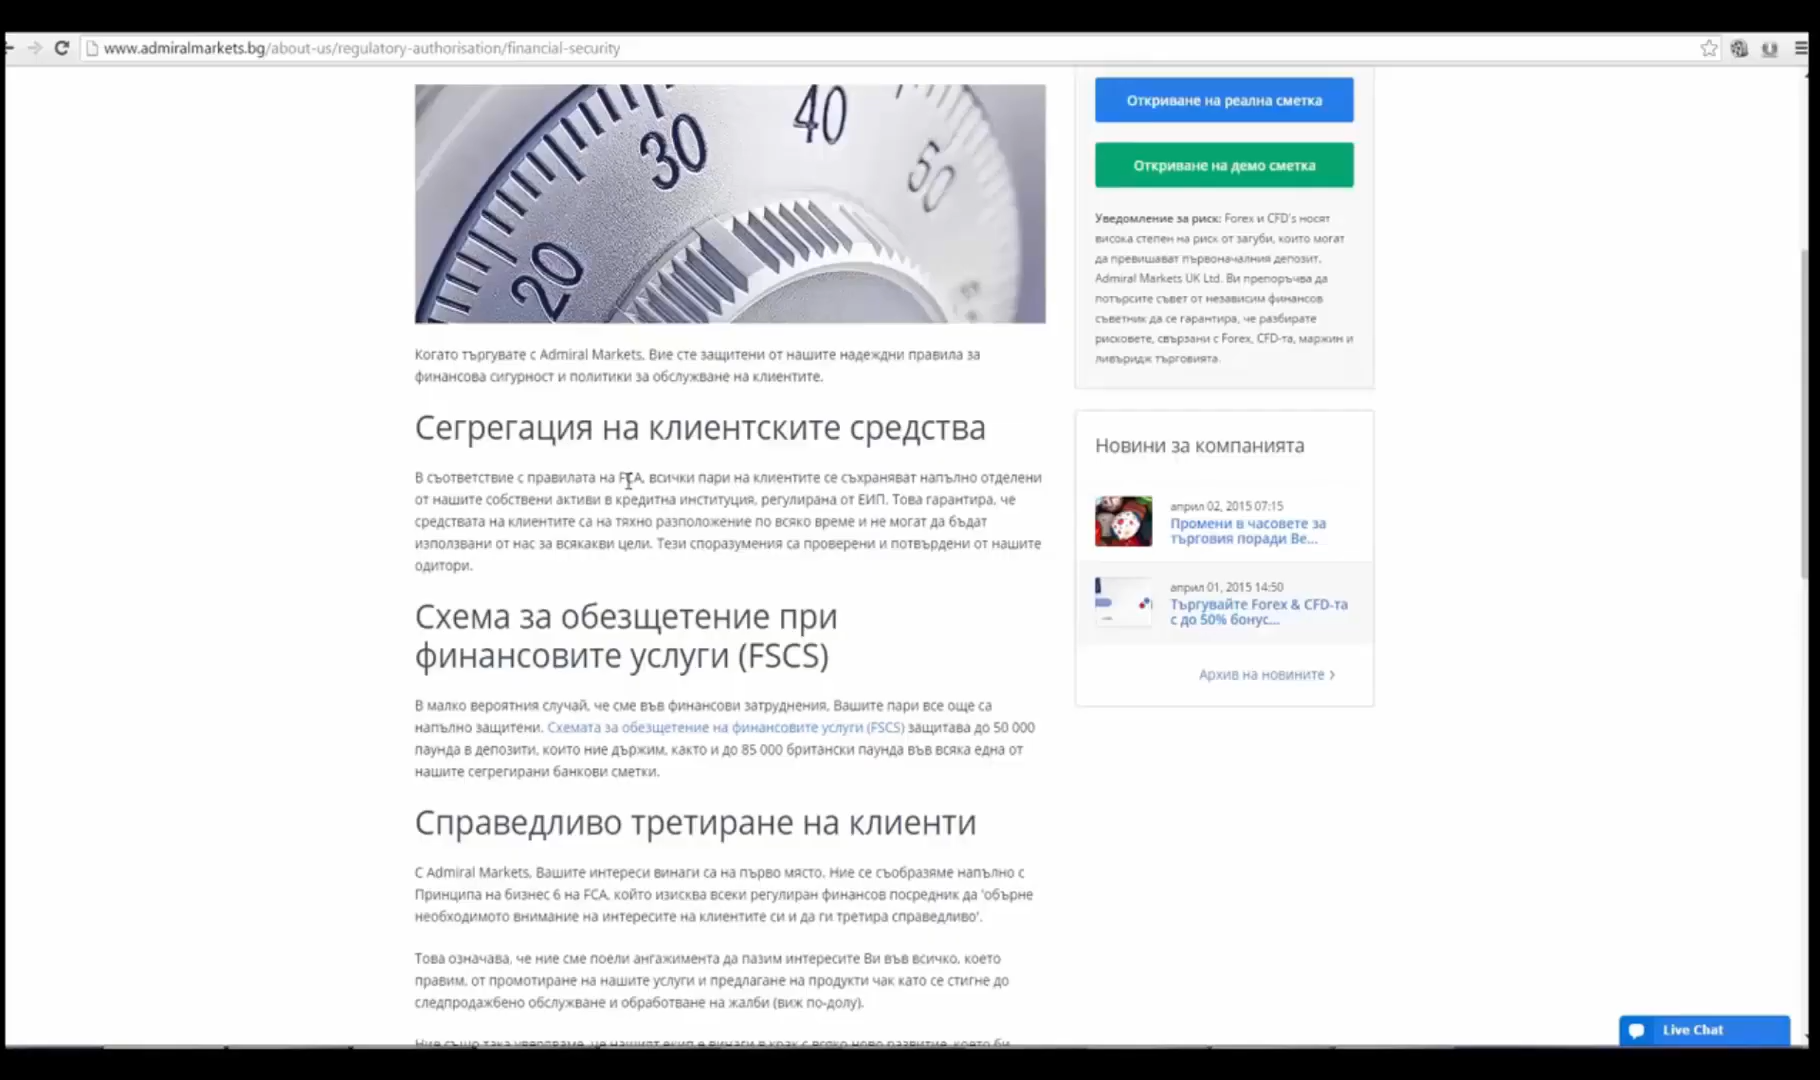 www.admiralmarkets.bg/about-us/regulatory-authorisation/financial-security
20
30
40
50
Когато търгувате с Admiral Markets, Вие сте защитени от нашите надеждни правила за
финансова сигурност и политики за обслужване на клиентите.
Сегрегация на клиентските средства
В съответствие с правилата на FCA, всички пари на клиентите се съхраняват напълно отделени
от нашите собствени активи в кредитна институция, регулирана от ЕИП. Това гарантира, че
средствата на клиентите са на тяхно разположение по всяко време и не могат да бъдат
използвани от нас за всякакви цели. Тези споразумения са проверени и потвърдени от нашите
одитори.
Схема за обезщетение при
финансовите услуги (FSCS)
В малко вероятния случай, че сме във финансови затруднения, Вашите пари все още са
напълно защитени. Схемата за обезщетение на финансовите услуги (FSCS) защитава до 50 000
паунда в депозити, които ние държим, както и до 85 000 британски паунда във всяка една от
нашите сегрегирани банкови сметки.
Справедливо третиране на клиенти
С Admiral Markets, Вашите интереси винаги са на първо място. Ние се съобразяме напълно с
Принципа на бизнес 6 на FCA, който изисква всеки регулиран финансов посредник да 'обърне
необходимото внимание на интересите на клиентите си и да ги третира справедливо'.
Това означава, че ние сме поели ангажимента да пазим интересите Ви във всичко, което
правим, от промотиране на нашите услуги и предлагане на продукти чак като се стигне до
следпродажбено обслужване и обработване на жалби (виж по-долу).
Ние също така уверяваме, че нашият екип е винаги в крак с всяко ново развитие, което би
Откриване на реална сметка
Откриване на демо сметка
Уведомление за риск: Forex и CFD's носят
висока степен на риск от загуби, които могат
да превишават първоначалния депозит.
Admiral Markets UK Ltd. Ви препоръчва да
потърсите съвет от независим финансов
съветник да се гарантира, че разбирате
рисковете, свързани с Forex, CFD-та, маржин и
ливъридж търговията.
Новини за компанията
април 02, 2015 07:15
Промени в часовете за
търговия поради Ве...
април 01, 2015 14:50
Търгувайте Forex & CFD-та
с до 50% бонус...
Архив на новините >
Live Chat